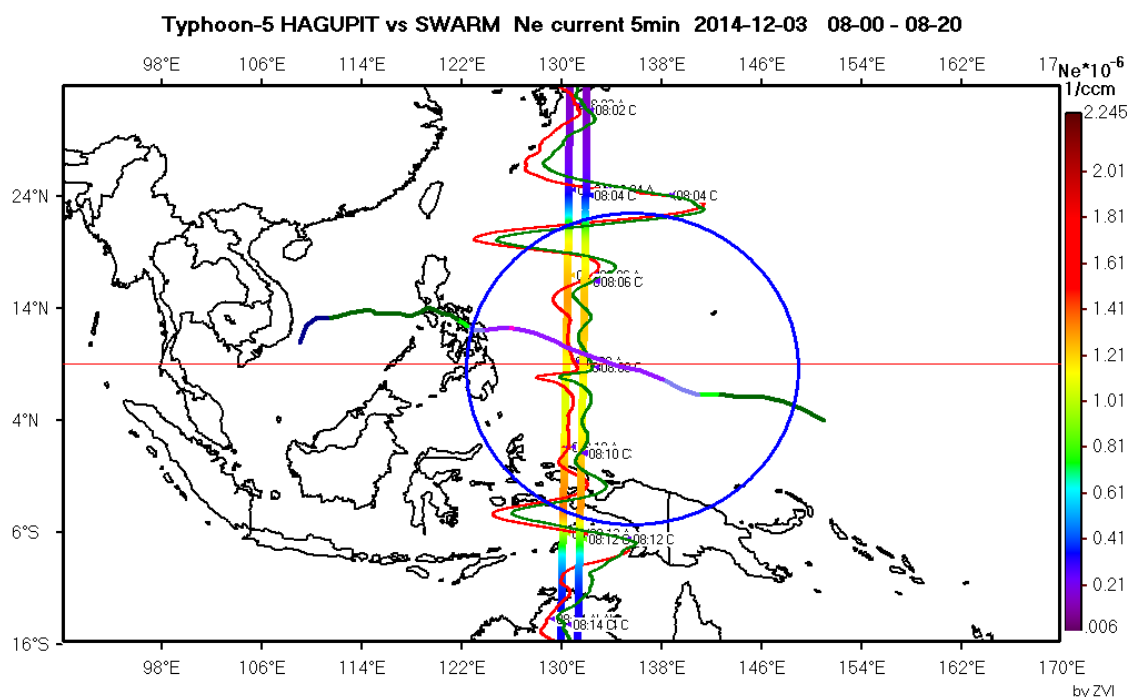 Typhoon-5 HAGUPIT vs SWARM Ne current 5min 2014-12-03 08-00 - 08-20
98°E 106°E 114°E 122°E 130°E 138°E 146°E 154°E 162°E 17
Ne*10⁻⁶
1/ccm
2.245
2.01
1.81
1.61
1.41
1.21
1.01
0.81
0.61
0.41
0.21
.006
24°N
14°N
4°N
6°S
16°S
08:02 C
08:04 C
08:04 C
08:06 C
08:10 C
08:12 C
08:12 C
08:14 C
98°E 106°E 114°E 122°E 130°E 138°E 146°E 154°E 162°E 170°E
by ZVI